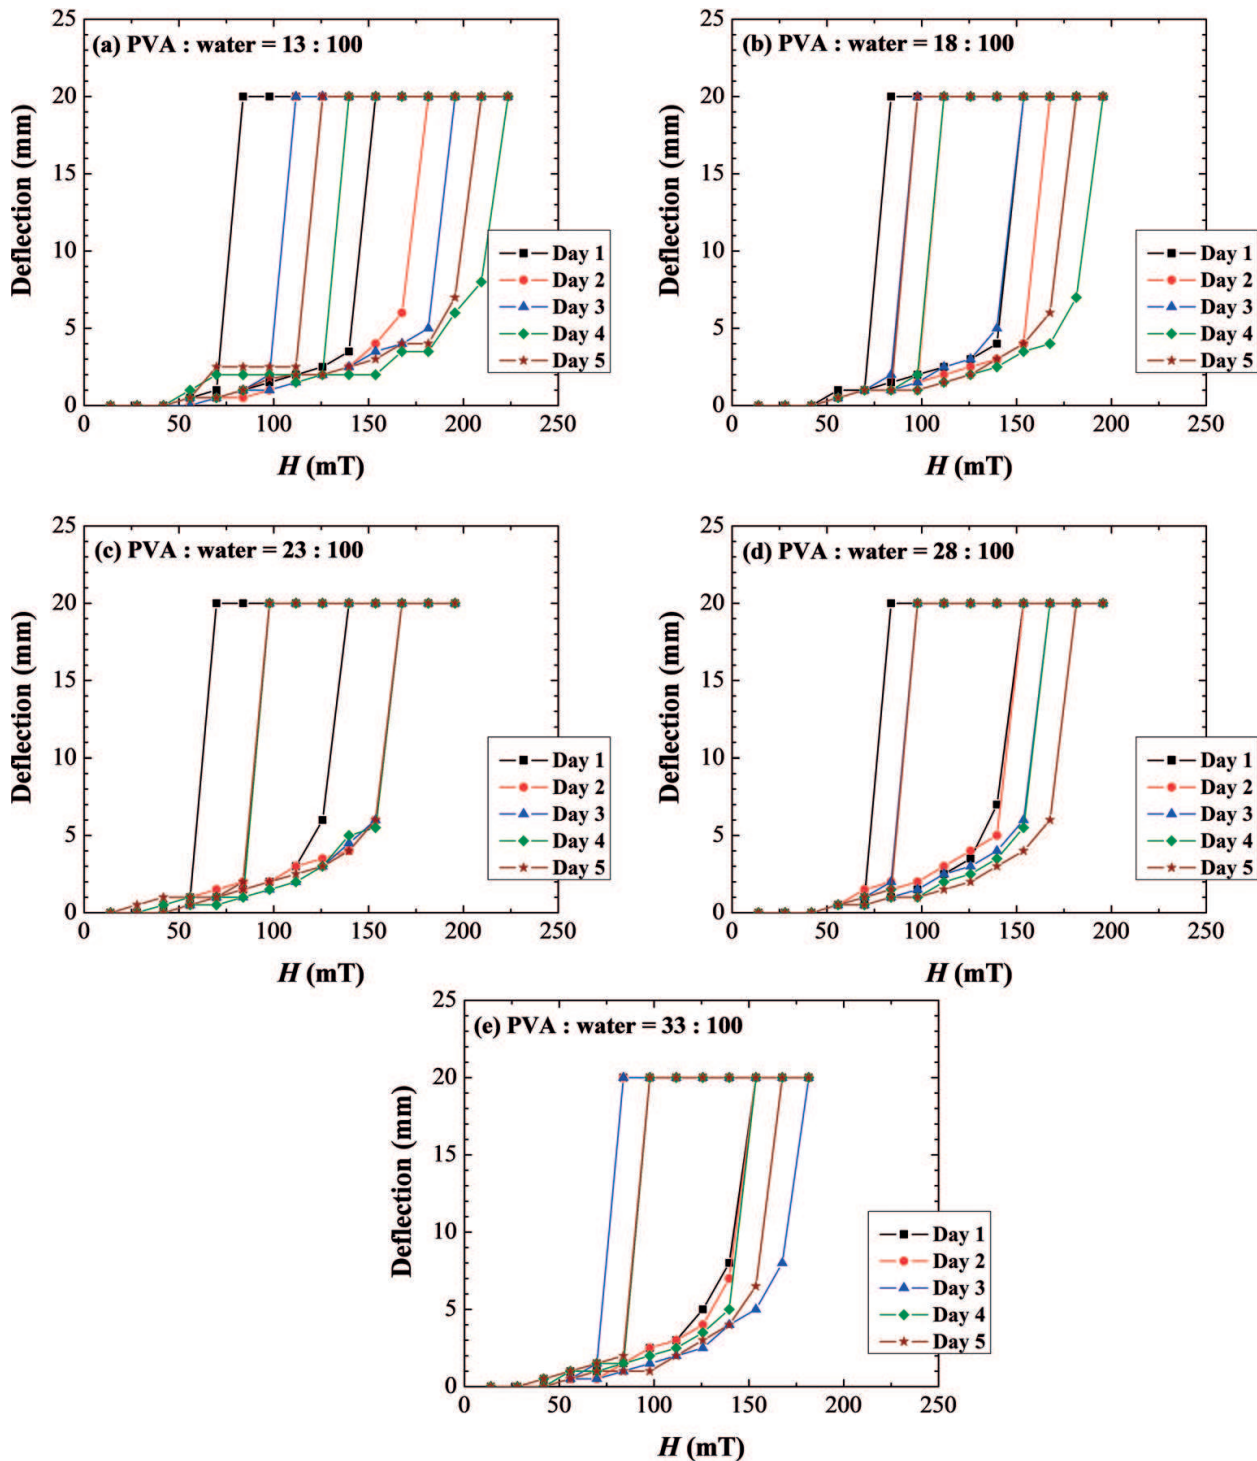 (a) PVA : water = 13 : 100
Deflection (mm)
25
20
15
10
5
0
0 50 100 150 200 250
H (mT)
Day 1
Day 2
Day 3
Day 4
Day 5
(b) PVA : water = 18 : 100
Deflection (mm)
25
20
15
10
5
0
0 50 100 150 200 250
H (mT)
Day 1
Day 2
Day 3
Day 4
Day 5
(c) PVA : water = 23 : 100
Deflection (mm)
25
20
15
10
5
0
0 50 100 150 200 250
H (mT)
Day 1
Day 2
Day 3
Day 4
Day 5
(d) PVA : water = 28 : 100
Deflection (mm)
25
20
15
10
5
0
0 50 100 150 200 250
H (mT)
Day 1
Day 2
Day 3
Day 4
Day 5
(e) PVA : water = 33 : 100
Deflection (mm)
25
20
15
10
5
0
0 50 100 150 200 250
H (mT)
Day 1
Day 2
Day 3
Day 4
Day 5